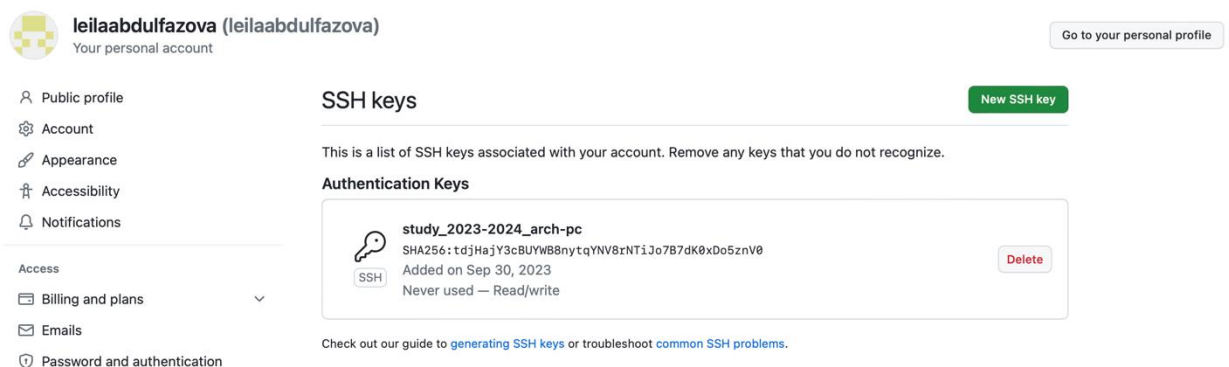 leilaabdulfazova (leilaabdulfazova)
Your personal account
Go to your personal profile
Public profile
Account
Appearance
Accessibility
Notifications
Access
Billing and plans
Emails
Password and authentication
SSH keys
New SSH key
This is a list of SSH keys associated with your account. Remove any keys that you do not recognize.
Authentication Keys
study_2023-2024_arch-pc
SHA256:tdjHajY3cBUYWB8nytqYNV8rNTiJo7B7dK0xDo5znV0
Added on Sep 30, 2023
Never used — Read/write
SSH
Delete
Check out our guide to generating SSH keys or troubleshoot common SSH problems.